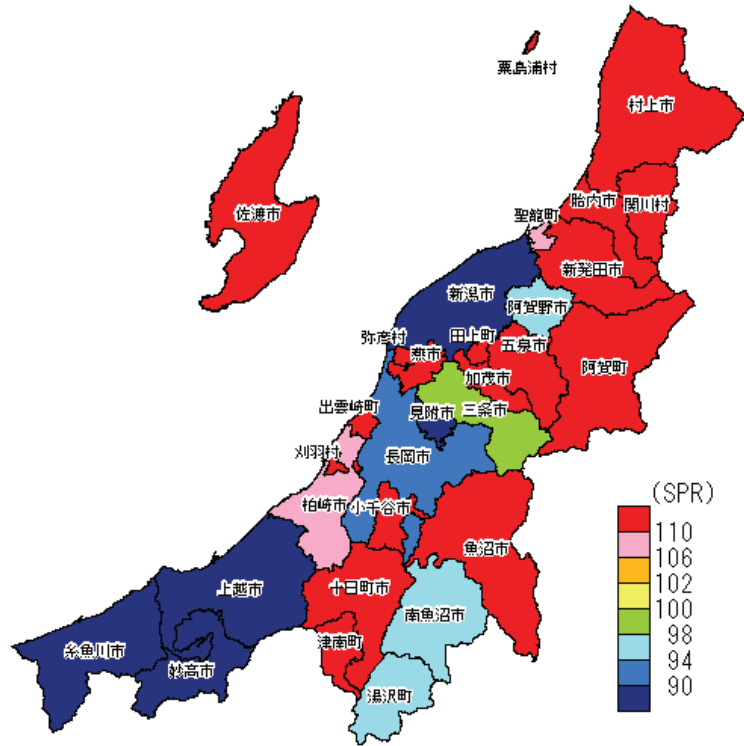 粟島浦村
村上市
佐渡市
胎内市
関川村
聖籠町
新発田市
新潟市
阿賀野市
弥彦村
田上町
五泉市
燕市
阿賀町
加茂市
出雲崎町
見附市
三条市
刈羽村
長岡市
柏崎市
小千谷市
魚沼市
上越市
十日町市
南魚沼市
津南町
糸魚川市
妙高市
湯沢町
(SPR)
110
106
102
100
98
94
90